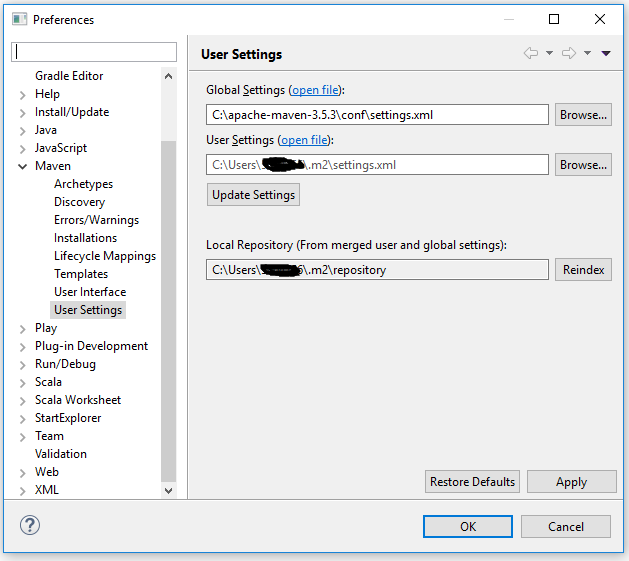 Preferences
User Settings
Gradle Editor
Help
Install/Update
Java
JavaScript
Maven
Archetypes
Discovery
Errors/Warnings
Installations
Lifecycle Mappings
Templates
User Interface
User Settings
Play
Plug-in Development
Run/Debug
Scala
Scala Worksheet
StartExplorer
Team
Validation
Web
XML
Global Settings (open file):
C:\apache-maven-3.5.3\conf\settings.xml
Browse...
User Settings (open file):
C:\Users\ \.m2\settings.xml
Browse...
Update Settings
Local Repository (From merged user and global settings):
C:\Users\ \.m2\repository
Reindex
Restore Defaults
Apply
?
OK
Cancel